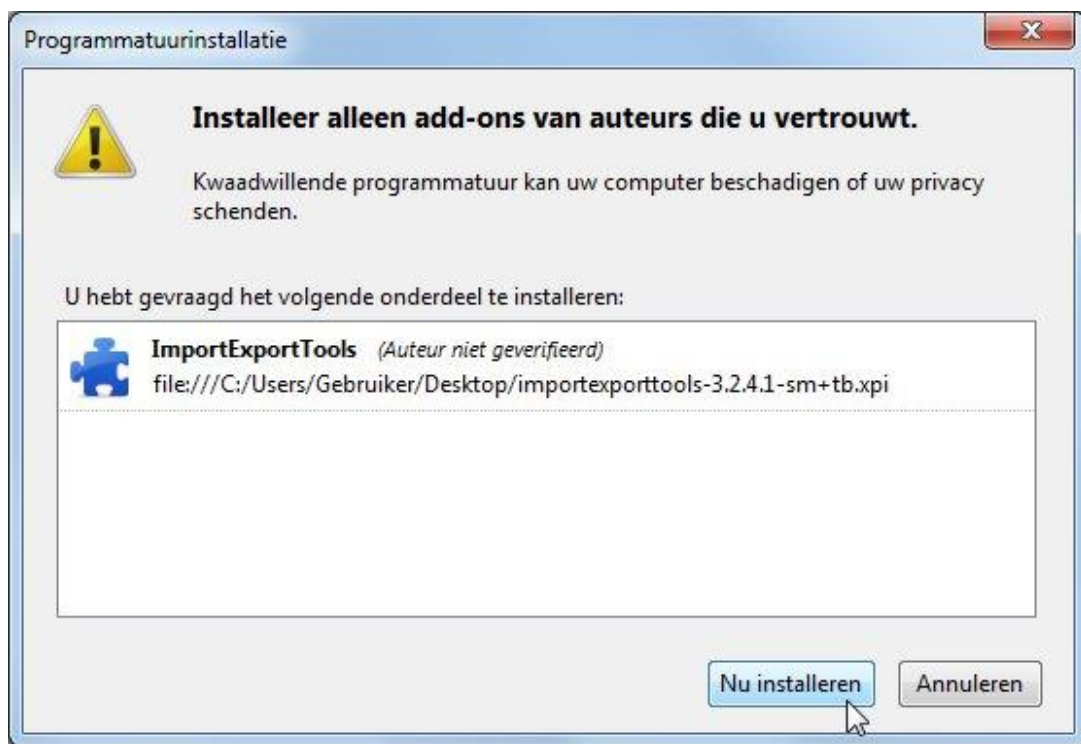 Programmatuurinstallatie
Installeer alleen add-ons van auteurs die u vertrouwt.
Kwaadwillende programmatuur kan uw computer beschadigen of uw privacy
schenden.
U hebt gevraagd het volgende onderdeel te installeren:
ImportExportTools (Auteur niet geverifieerd)
file:///C:/Users/Gebruiker/Desktop/importexporttools-3.2.4.1-sm+tb.xpi
Nu installeren Annuleren